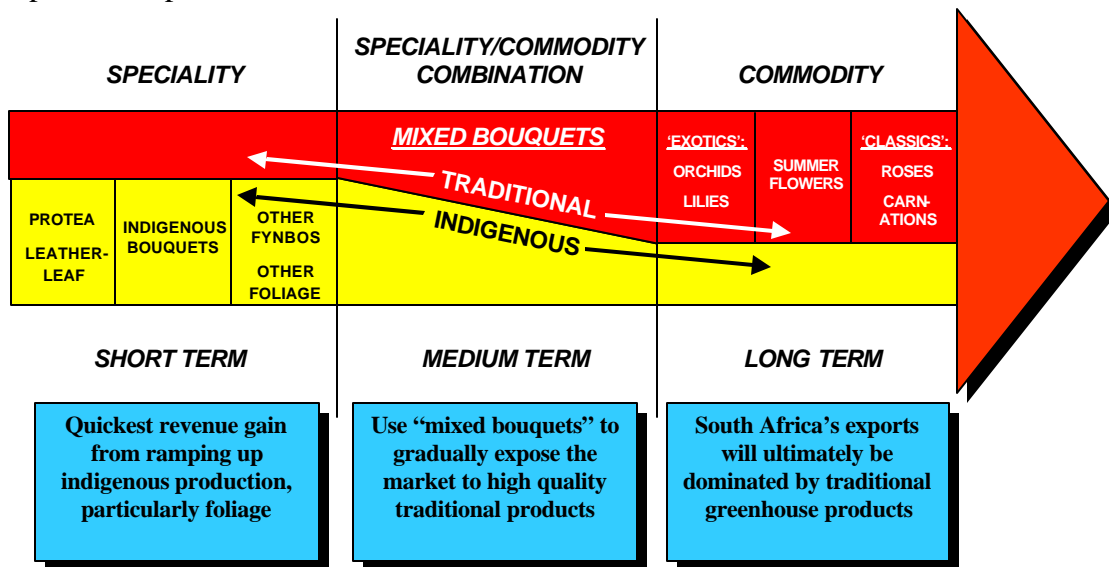 SPECIALITY
SPECIALITY/COMMODITY
COMBINATION
COMMODITY
MIXED BOUQUETS
TRADITIONAL
INDIGENOUS
'EXOTICS':
ORCHIDS
LILIES
SUMMER
FLOWERS
'CLASSICS':
ROSES
CARN-
ATIONS
PROTEA
LEATHER-
LEAF
INDIGENOUS
BOUQUETS
OTHER
FYNBOS
OTHER
FOLIAGE
SHORT TERM
MEDIUM TERM
LONG TERM
Quickest revenue gain
from ramping up
indigenous production,
particularly foliage
Use “mixed bouquets” to
gradually expose the
market to high quality
traditional products
South Africa’s exports
will ultimately be
dominated by traditional
greenhouse products